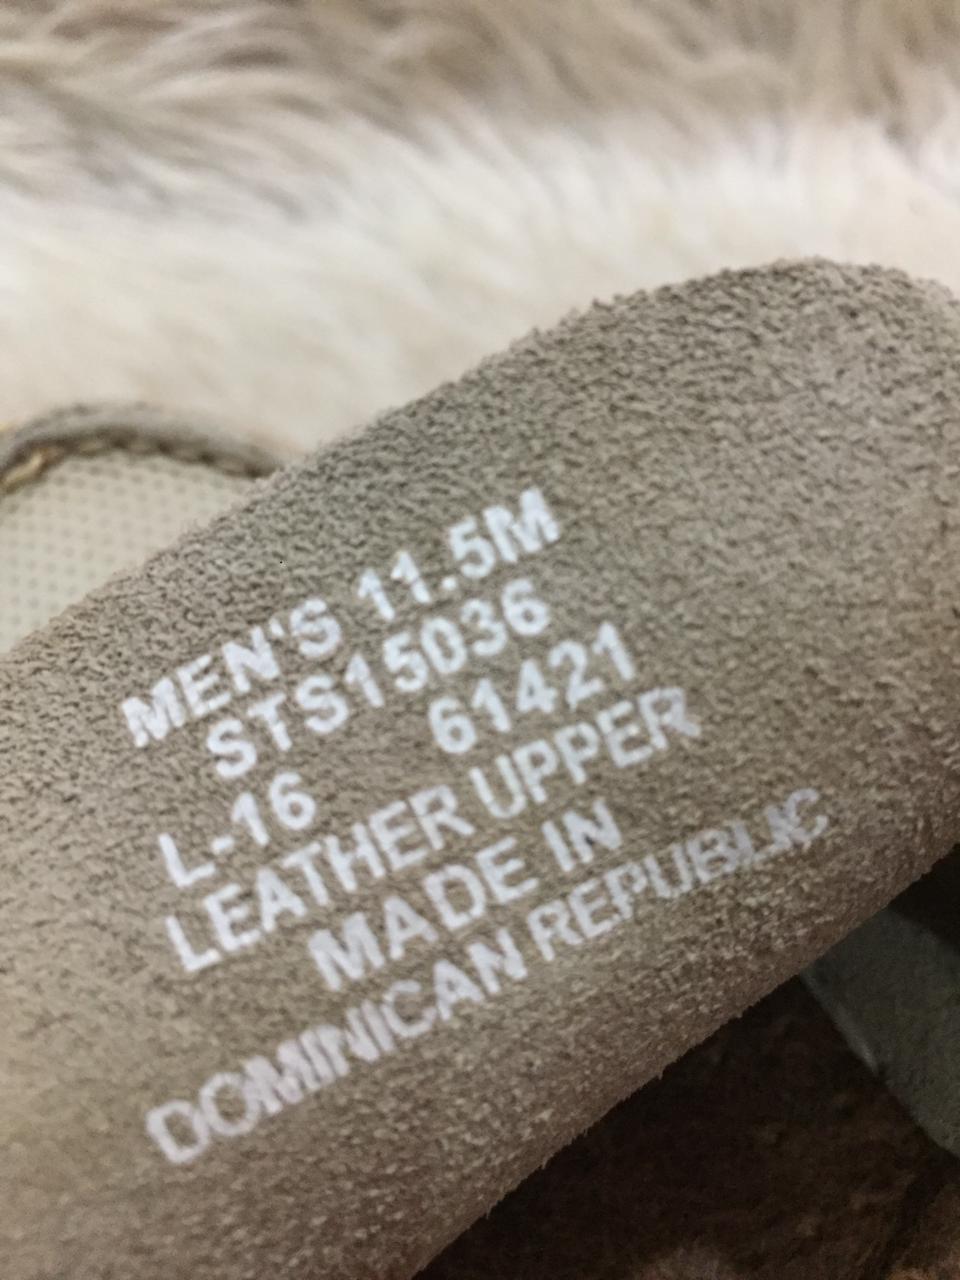 MEN'S 11.5M
STS15036
L-16 61421
LEATHER UPPER
MADE IN
DOMINICAN REPUBLIC